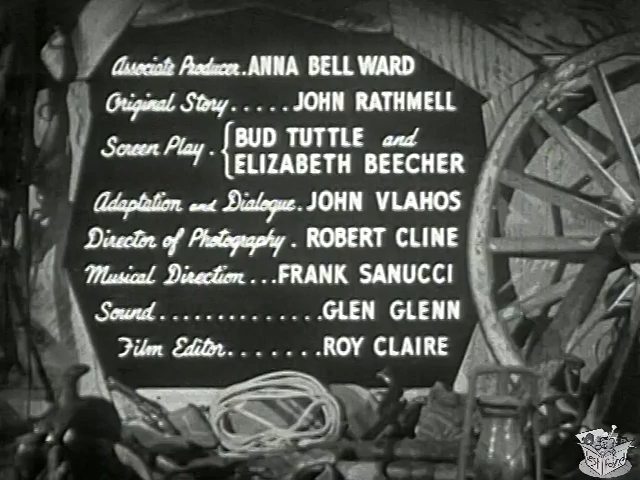 Associate Producer.ANNA BELL WARD
Original Story.....JOHN RATHMELL
Screen Play. {BUD TUTTLE and
ELIZABETH BEECHER
Adaptation and Dialogue.JOHN VLAHOS
Director of Photography. ROBERT CLINE
Musical Direction...FRANK SANUCCI
Sound..............GLEN GLENN
Film Editor.......ROY CLAIRE